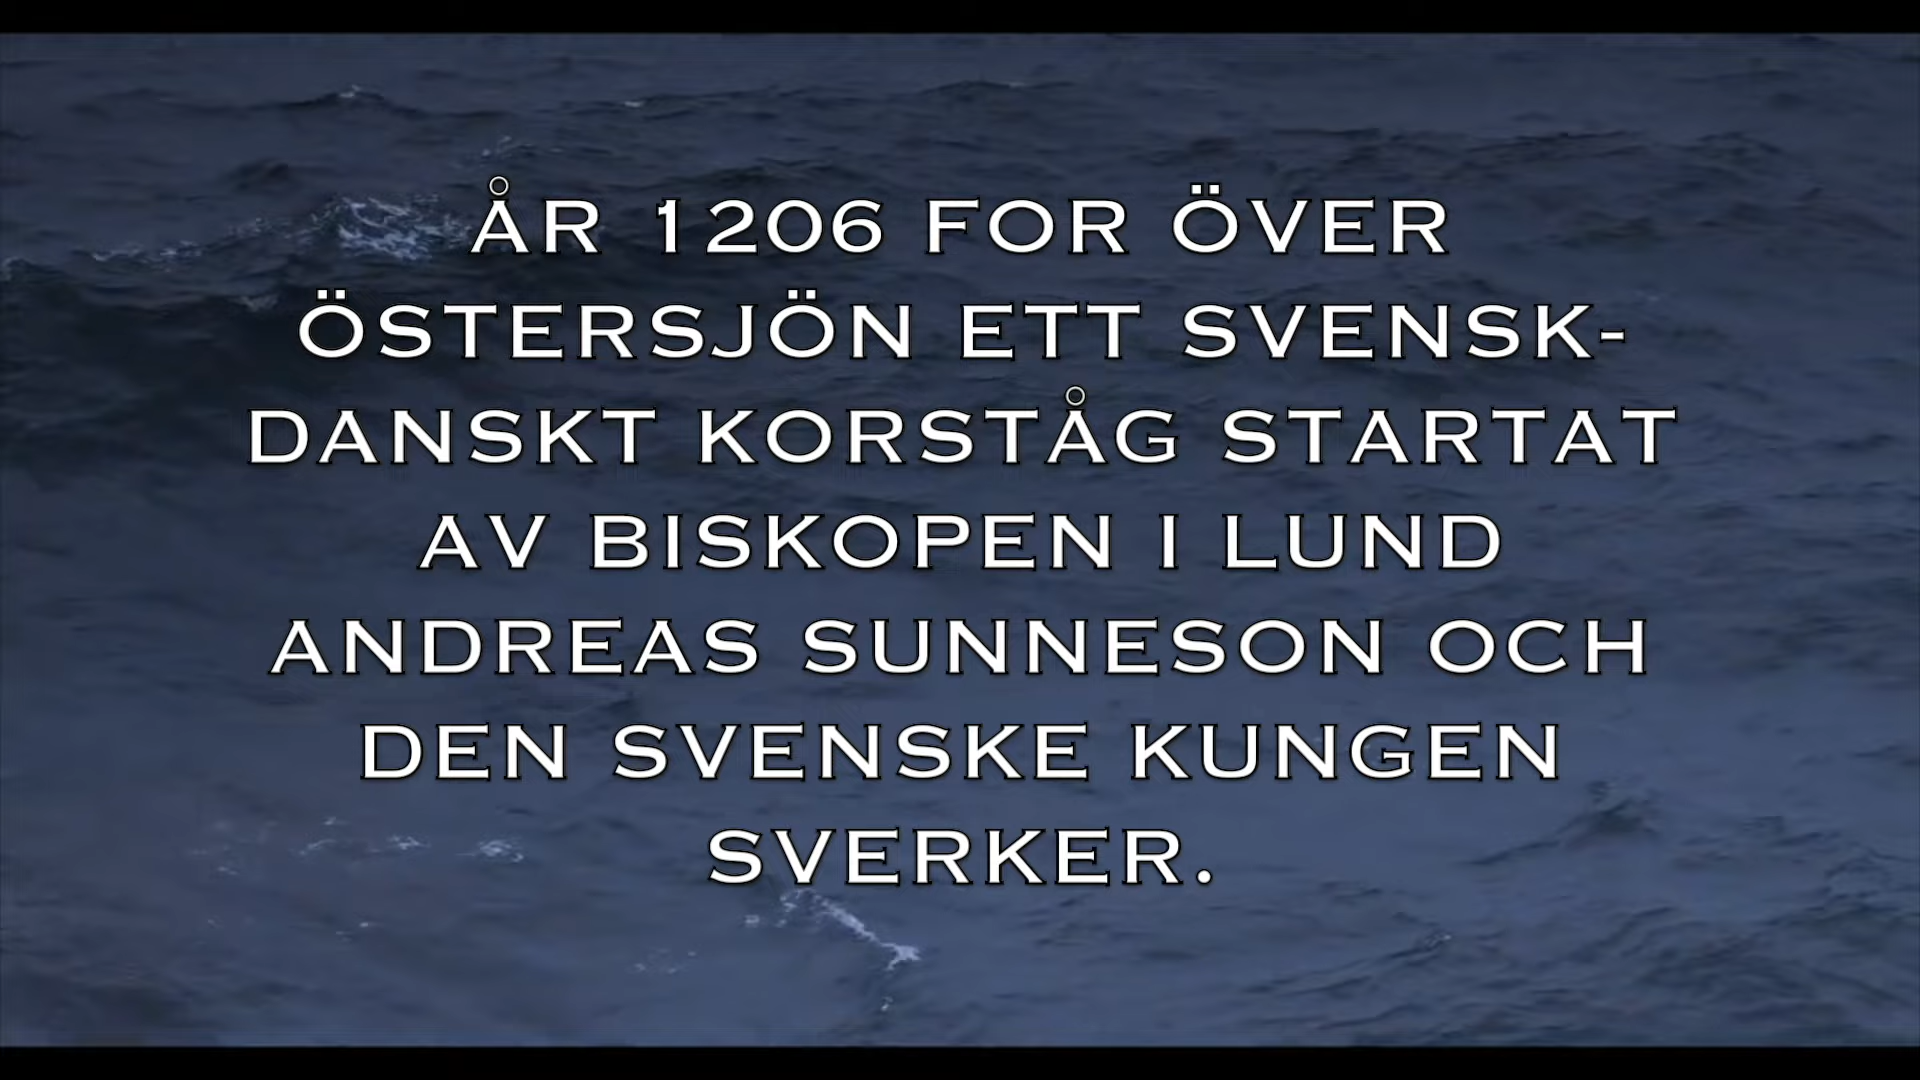 ÅR 1206 FOR ÖVER
ÖSTERSJÖN ETT SVENSK-
DANSKT KORSTÅG STARTAT
AV BISKOPEN I LUND
ANDREAS SUNNESON OCH
DEN SVENSKE KUNGEN
SVERKER.